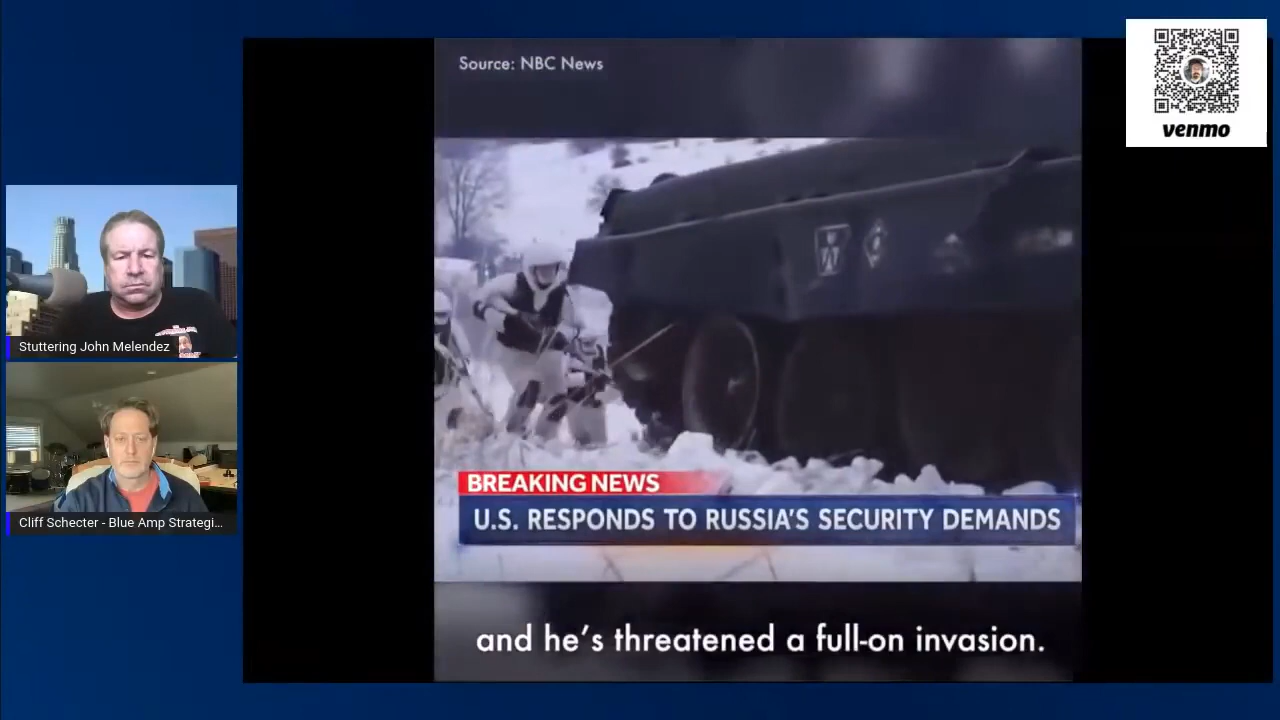 Source: NBC News
venmo
Stuttering John Melendez
Cliff Schecter - Blue Amp Strategi...
BREAKING NEWS
U.S. RESPONDS TO RUSSIA'S SECURITY DEMANDS
and he's threatened a full-on invasion.